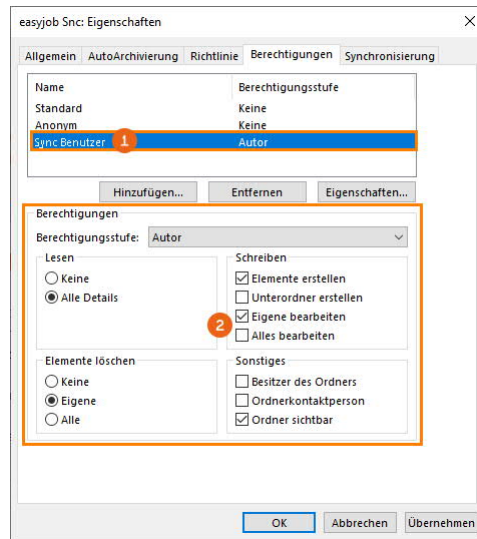 easyjob Snc: Eigenschaften
Allgemein AutoArchivierung Richtlinie Berechtigungen Synchronisierung
Name Berechtigungsstufe
Standard Keine
Anonym Keine
Sync Benutzer 1 Autor
Hinzufügen... Entfernen Eigenschaften...
Berechtigungen
Berechtigungsstufe: Autor
Lesen Schreiben
Keine Elemente erstellen
Alle Details Unterordner erstellen
Eigene bearbeiten
2
Alles bearbeiten
Elemente löschen Sonstiges
Keine Besitzer des Ordners
Eigene Ordnerkontaktperson
Alle Ordner sichtbar
OK Abbrechen Übernehmen